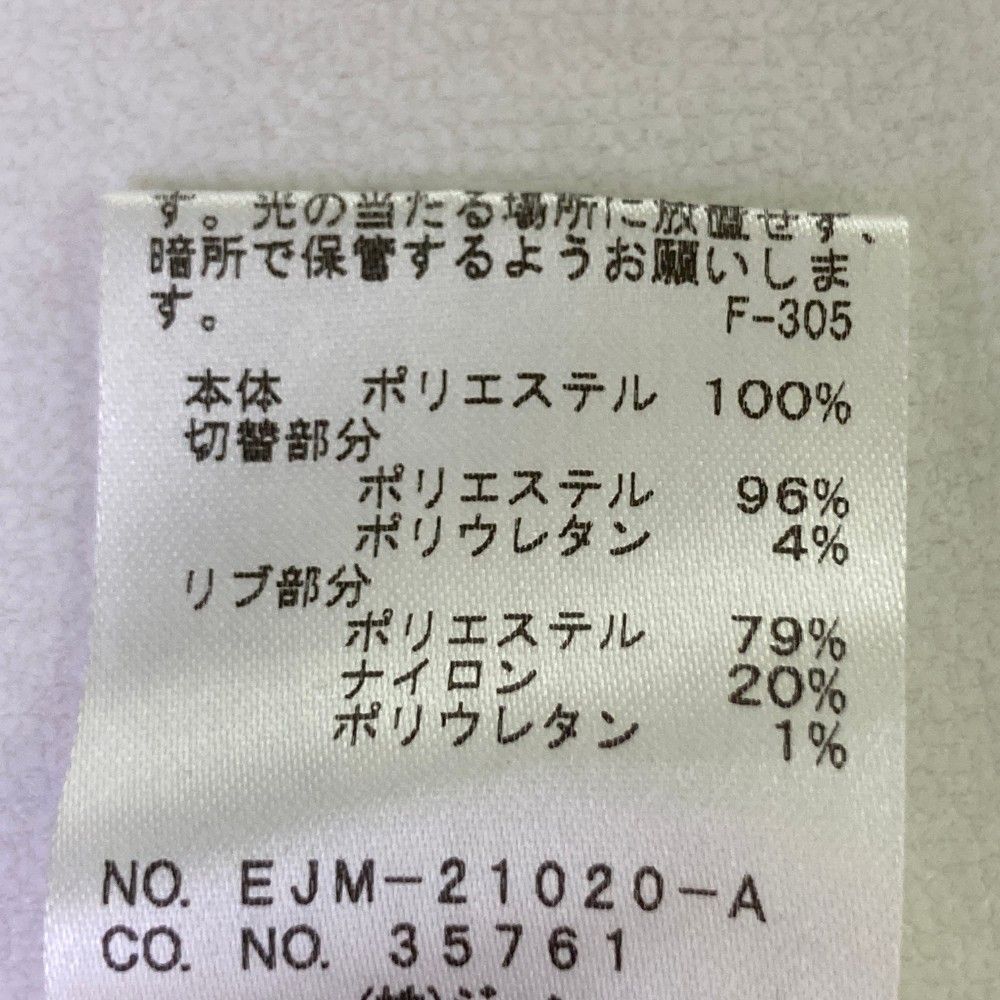 す。光の当たる場所に放置せず、
暗所で保管するようお願いしま
す。
F-305
本体 ポリエステル 100%
切替部分
ポリエステル 96%
ポリウレタン 4%
リブ部分
ポリエステル 79%
ナイロン 20%
ポリウレタン 1%
NO. EJM-21020-A
CO. NO. 35761